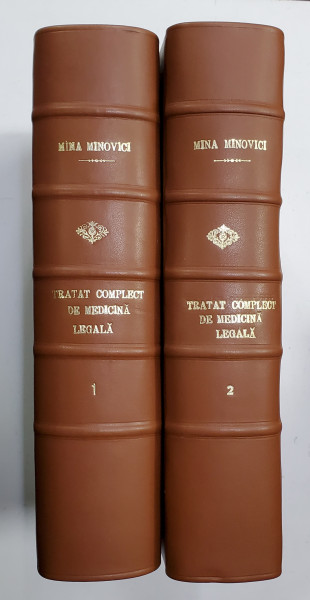 MINA MINOVICI
TRATAT COMPLECT
DE MEDICINĂ
LEGALĂ
1
MINA MINOVICI
TRATAT COMPLECT
DE MEDICINĂ
LEGALĂ
2